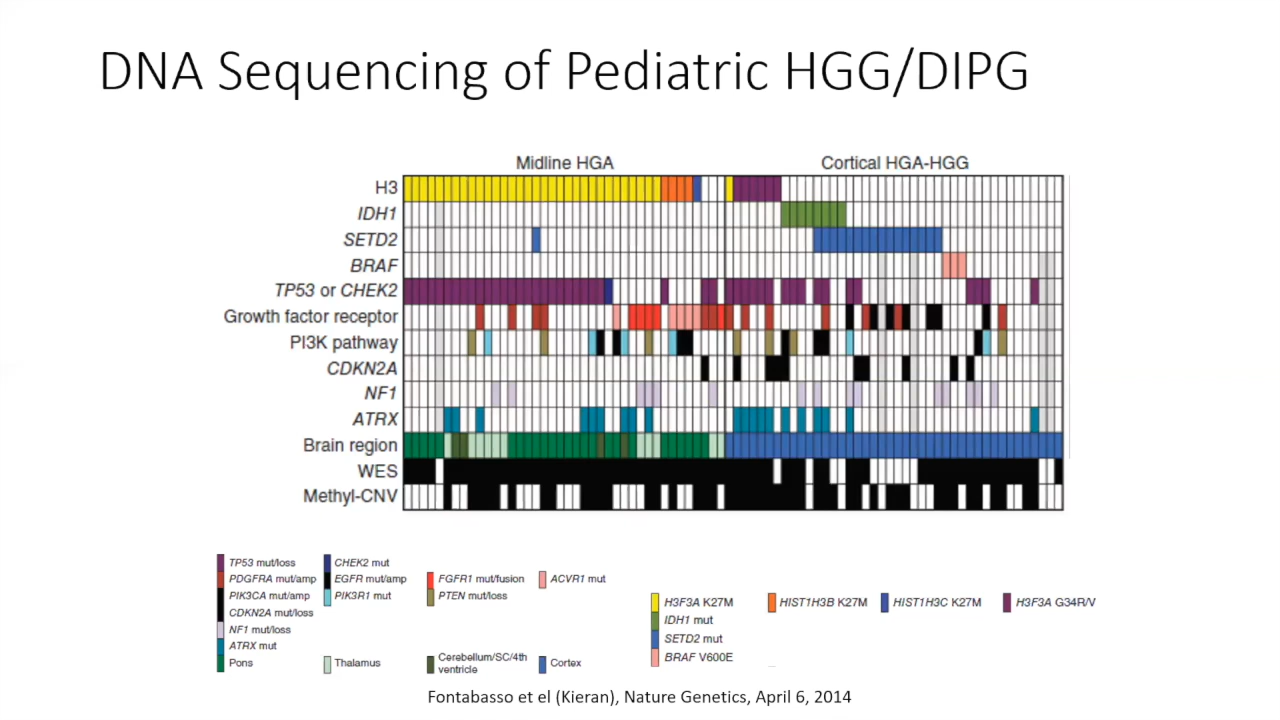 DNA Sequencing of Pediatric HGG/DIPG
Midline HGA
Cortical HGA-HGG
H3
IDH1
SETD2
BRAF
TP53 or CHEK2
Growth factor receptor
PI3K pathway
CDKN2A
NF1
ATRX
Brain region
WES
Methyl-CNV
TP53 mut/loss
CHEK2 mut
PDGFRA mut/amp
EGFR mut/amp
FGFR1 mut/fusion
ACVR1 mut
PIK3CA mut/amp
PIK3R1 mut
PTEN mut/loss
CDKN2A mut/loss
NF1 mut/loss
ATRX mut
Pons
Thalamus
Cerebellum/SC/4th
ventricle
Cortex
H3F3A K27M
HIST1H3B K27M
HIST1H3C K27M
H3F3A G34R/V
IDH1 mut
SETD2 mut
BRAF V600E
Fontabasso et el (Kieran), Nature Genetics, April 6, 2014